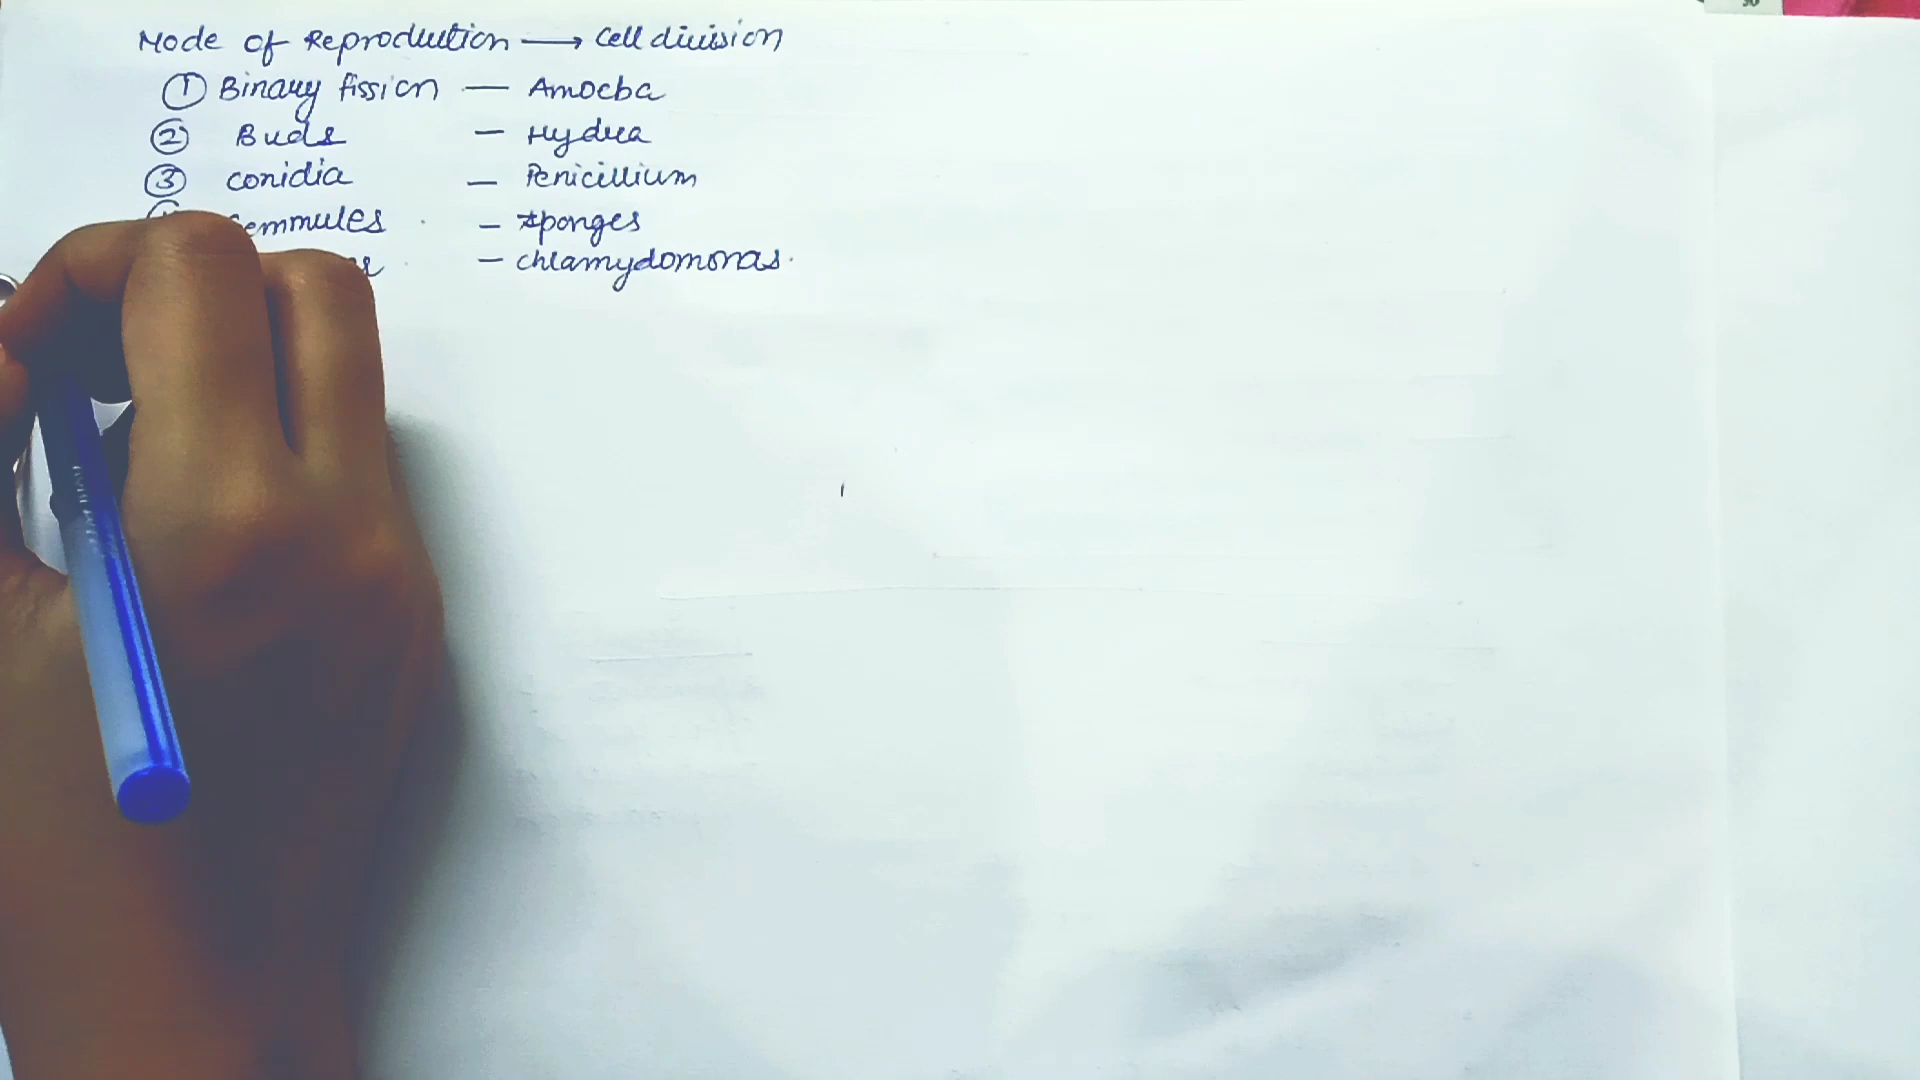 Mode of Reproduction → Cell division
① Binary fission — Amoeba
② Buds — Hydra
③ conidia — Penicillium
emmules — sponges
— chlamydomonas.